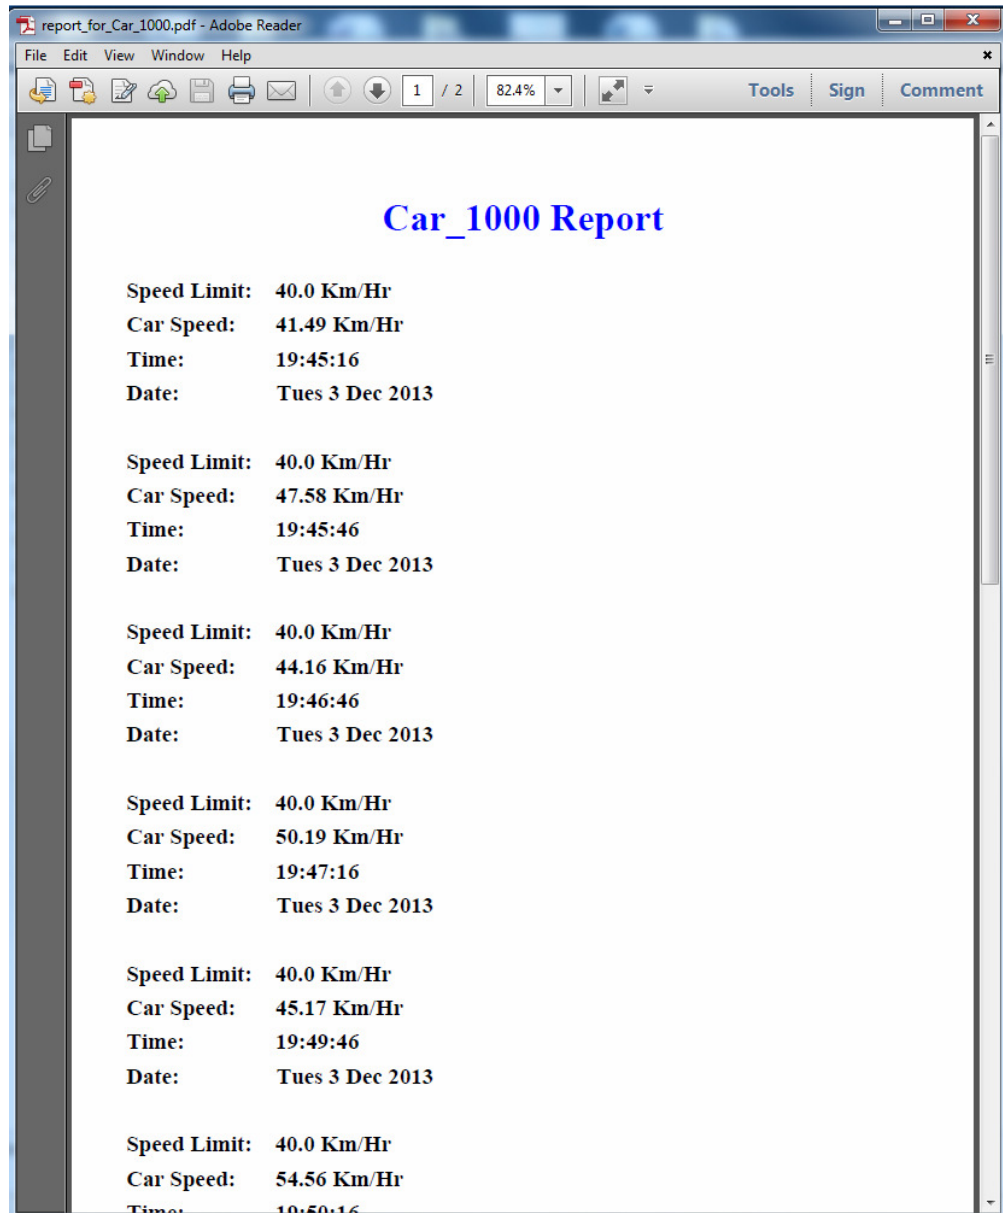 report_for_Car_1000.pdf - Adobe Reader
File Edit View Window Help
1 / 2 82.4% Tools Sign Comment
Car_1000 Report
Speed Limit: 40.0 Km/Hr
Car Speed: 41.49 Km/Hr
Time: 19:45:16
Date: Tues 3 Dec 2013
Speed Limit: 40.0 Km/Hr
Car Speed: 47.58 Km/Hr
Time: 19:45:46
Date: Tues 3 Dec 2013
Speed Limit: 40.0 Km/Hr
Car Speed: 44.16 Km/Hr
Time: 19:46:46
Date: Tues 3 Dec 2013
Speed Limit: 40.0 Km/Hr
Car Speed: 50.19 Km/Hr
Time: 19:47:16
Date: Tues 3 Dec 2013
Speed Limit: 40.0 Km/Hr
Car Speed: 45.17 Km/Hr
Time: 19:49:46
Date: Tues 3 Dec 2013
Speed Limit: 40.0 Km/Hr
Car Speed: 54.56 Km/Hr
Time: 19:50:16